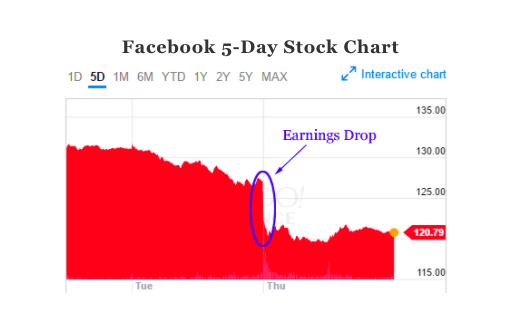 Facebook 5-Day Stock Chart
1D 5D 1M 6M YTD 1Y 2Y 5Y MAX
Interactive chart
135.00
Earnings Drop
130.00
125.00
120.79
115.00
Tue Thu